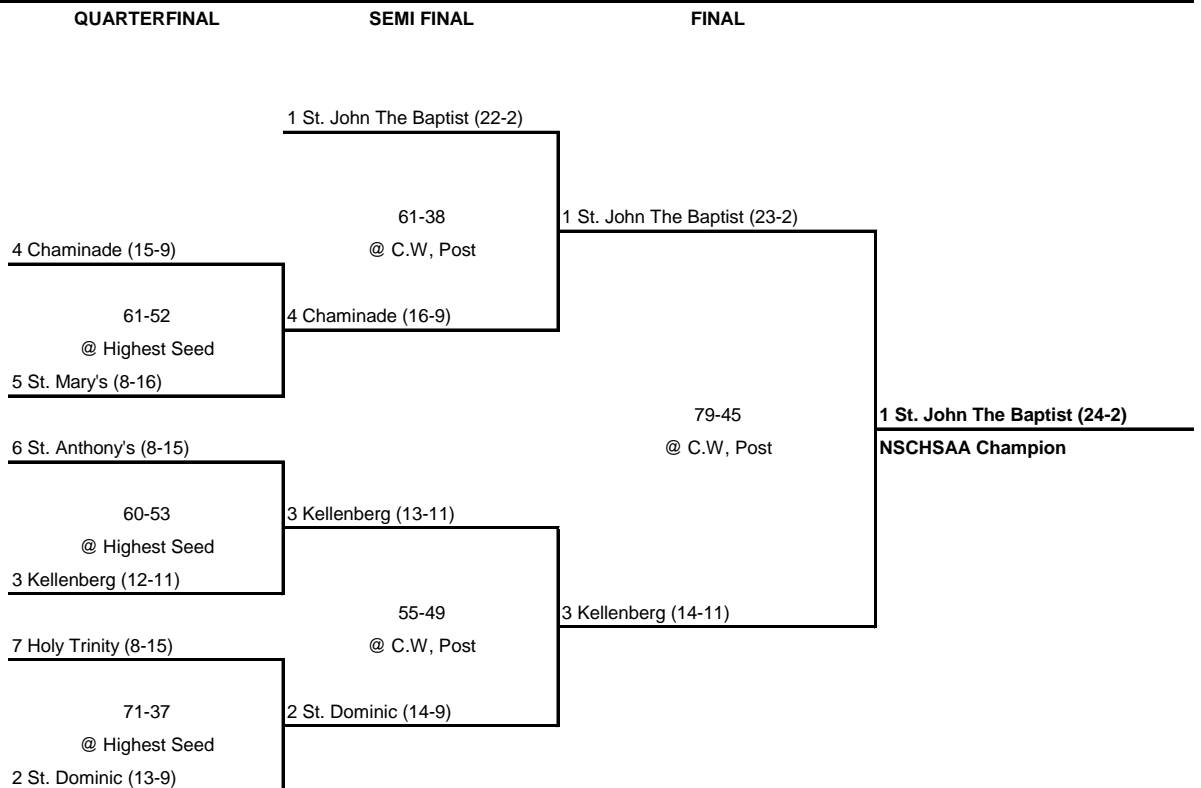 QUARTERFINAL SEMI FINAL FINAL
1 St. John The Baptist (22-2)
61-38 1 St. John The Baptist (23-2)
4 Chaminade (15-9) @ C.W, Post
61-52 4 Chaminade (16-9)
@ Highest Seed
5 St. Mary's (8-16)
79-45 1 St. John The Baptist (24-2)
6 St. Anthony's (8-15) @ C.W, Post NSCHSAA Champion
60-53 3 Kellenberg (13-11)
@ Highest Seed
3 Kellenberg (12-11)
55-49 3 Kellenberg (14-11)
7 Holy Trinity (8-15) @ C.W, Post
71-37 2 St. Dominic (14-9)
@ Highest Seed
2 St. Dominic (13-9)